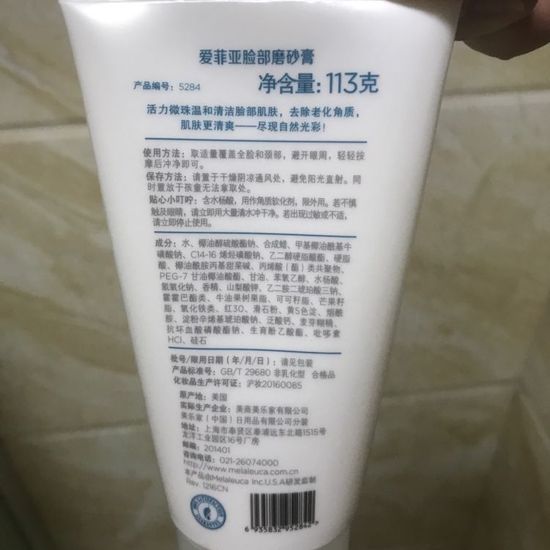 爱菲亚脸部磨砂膏
产品编号: 5284
净含量: 113克
活力微珠温和清洁脸部肌肤,去除老化角质,
肌肤更清爽——尽现自然光彩!
使用方法: 取适量覆盖全脸和颈部,避开眼周,轻轻按
摩后冲净即可。
保存方法: 请置于干燥阴凉通风处,避免阳光直射。同
时置放于孩童无法拿取处。
贴心小叮咛: 含水杨酸,用作角质软化剂,限外用。若不慎
触及眼睛,请立即用大量清水冲干净。若出现过敏或不适,
请立即停止使用。
成分: 水、椰油醇硫酸酯钠、合成蜡、甲基椰油酰基牛
磺酸钠、C14-16 烯烃磺酸钠、乙二醇硬脂酸酯、硬脂
酸、椰油酰胺丙基甜菜碱、丙烯酸(酯)类共聚物、
PEG-7 甘油椰油酸酯、甘油、苯氧乙醇、水杨酸、
氢氧化钠、香精、山梨酸钾、乙二胺二琥珀酸三钠、
霍霍巴酯类、牛油果树果脂、可可籽脂、芒果籽
脂、氧化铁类、红30、滑石粉、黄5色淀、烟酰
胺、淀粉辛烯基琥珀酸钠、泛酸钙、麦芽糊精、
抗坏血酸磷酸酯钠、生育酚乙酸酯、吡哆素
HCl、硅石
批号/限用日期(年/月/日): 请见包装
产品标准号: GB/T 29680 非乳化型 合格品
化妆品生产许可证: 沪妆20160085
原产地: 美国
实际生产企业: 美商美乐家有限公司
美乐家(中国)日用品有限公司分装
地址: 上海市奉贤区奉浦远东北路1515号
龙洋工业园区16号厂房
邮编: 201401
咨询电话: 021-26074000
http://www.melaleuca.com.cn
本产品由Melaleuca Inc.U.S.A研发监制
Rev. 1216CN